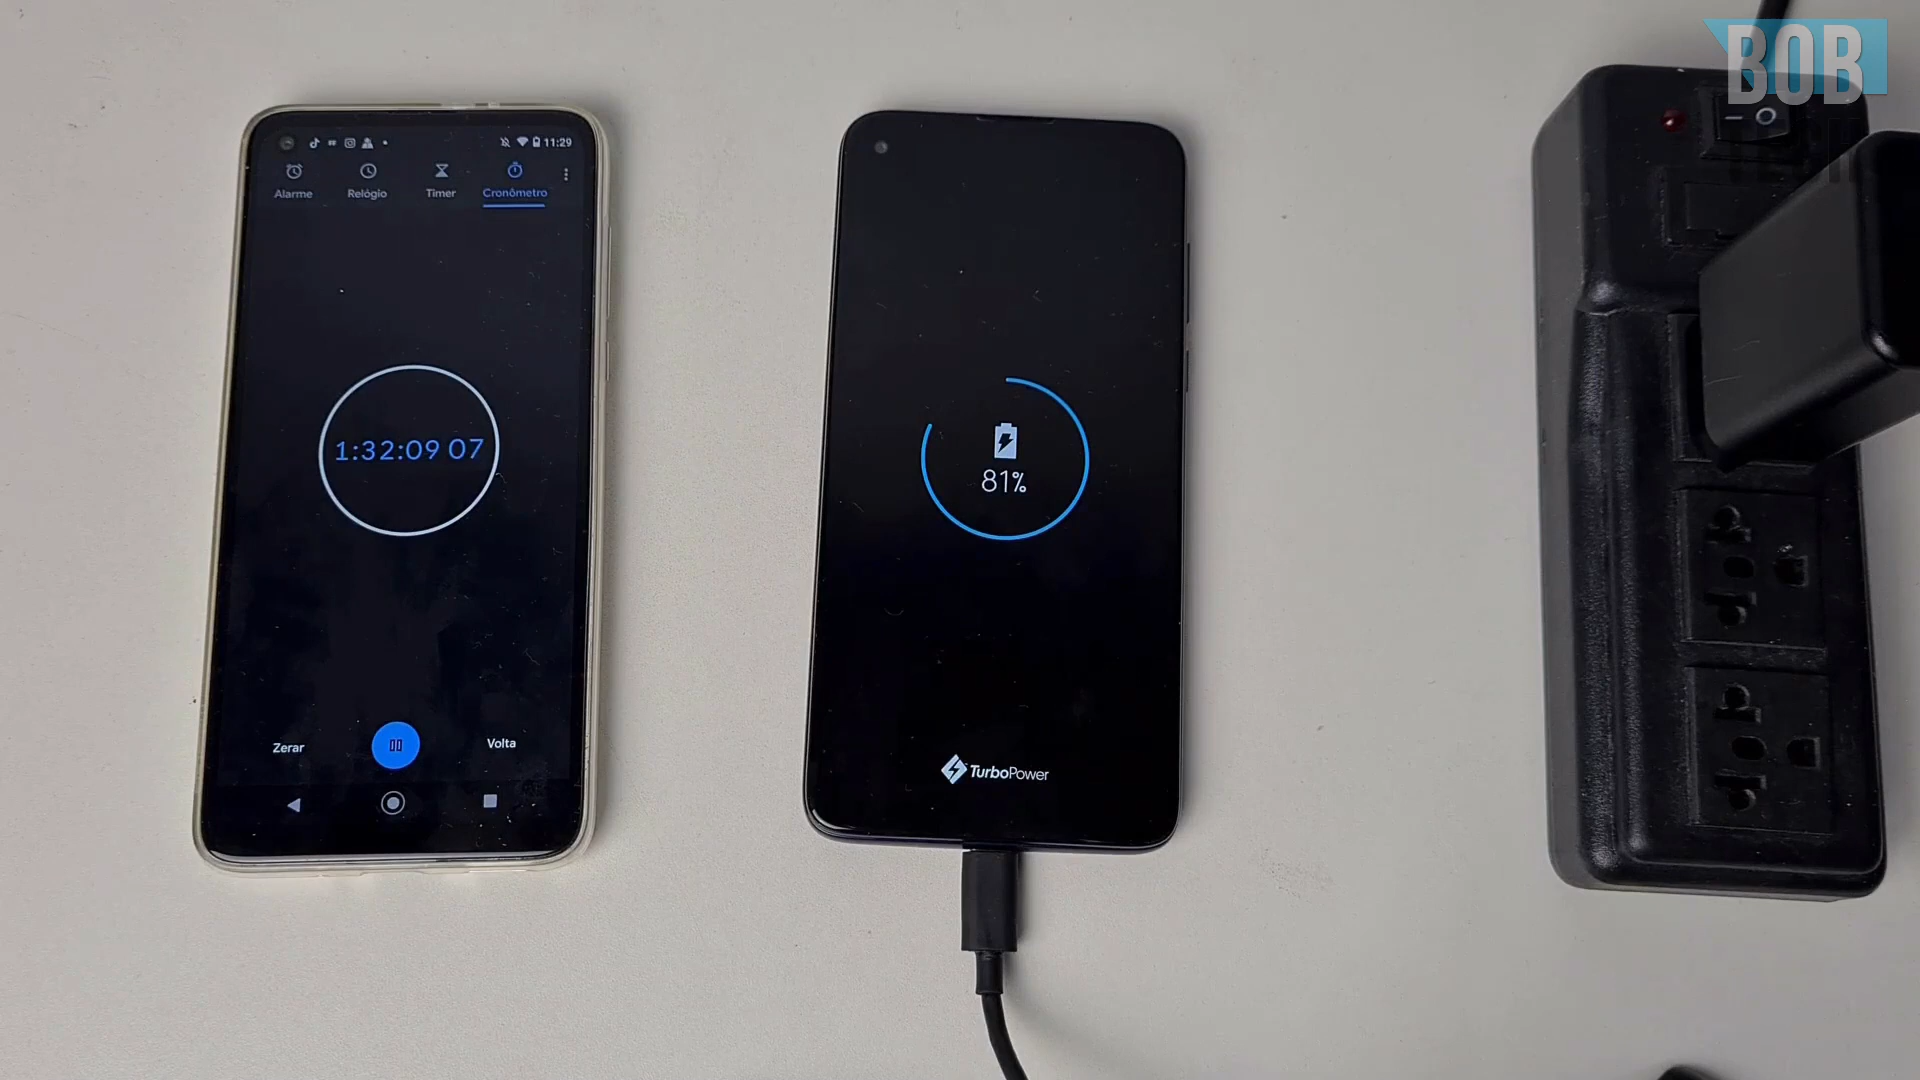 BOB
11:29
Alarme
Relógio
Timer
Cronômetro
1:32:09 07
Zerar
Volta
81%
TurboPower